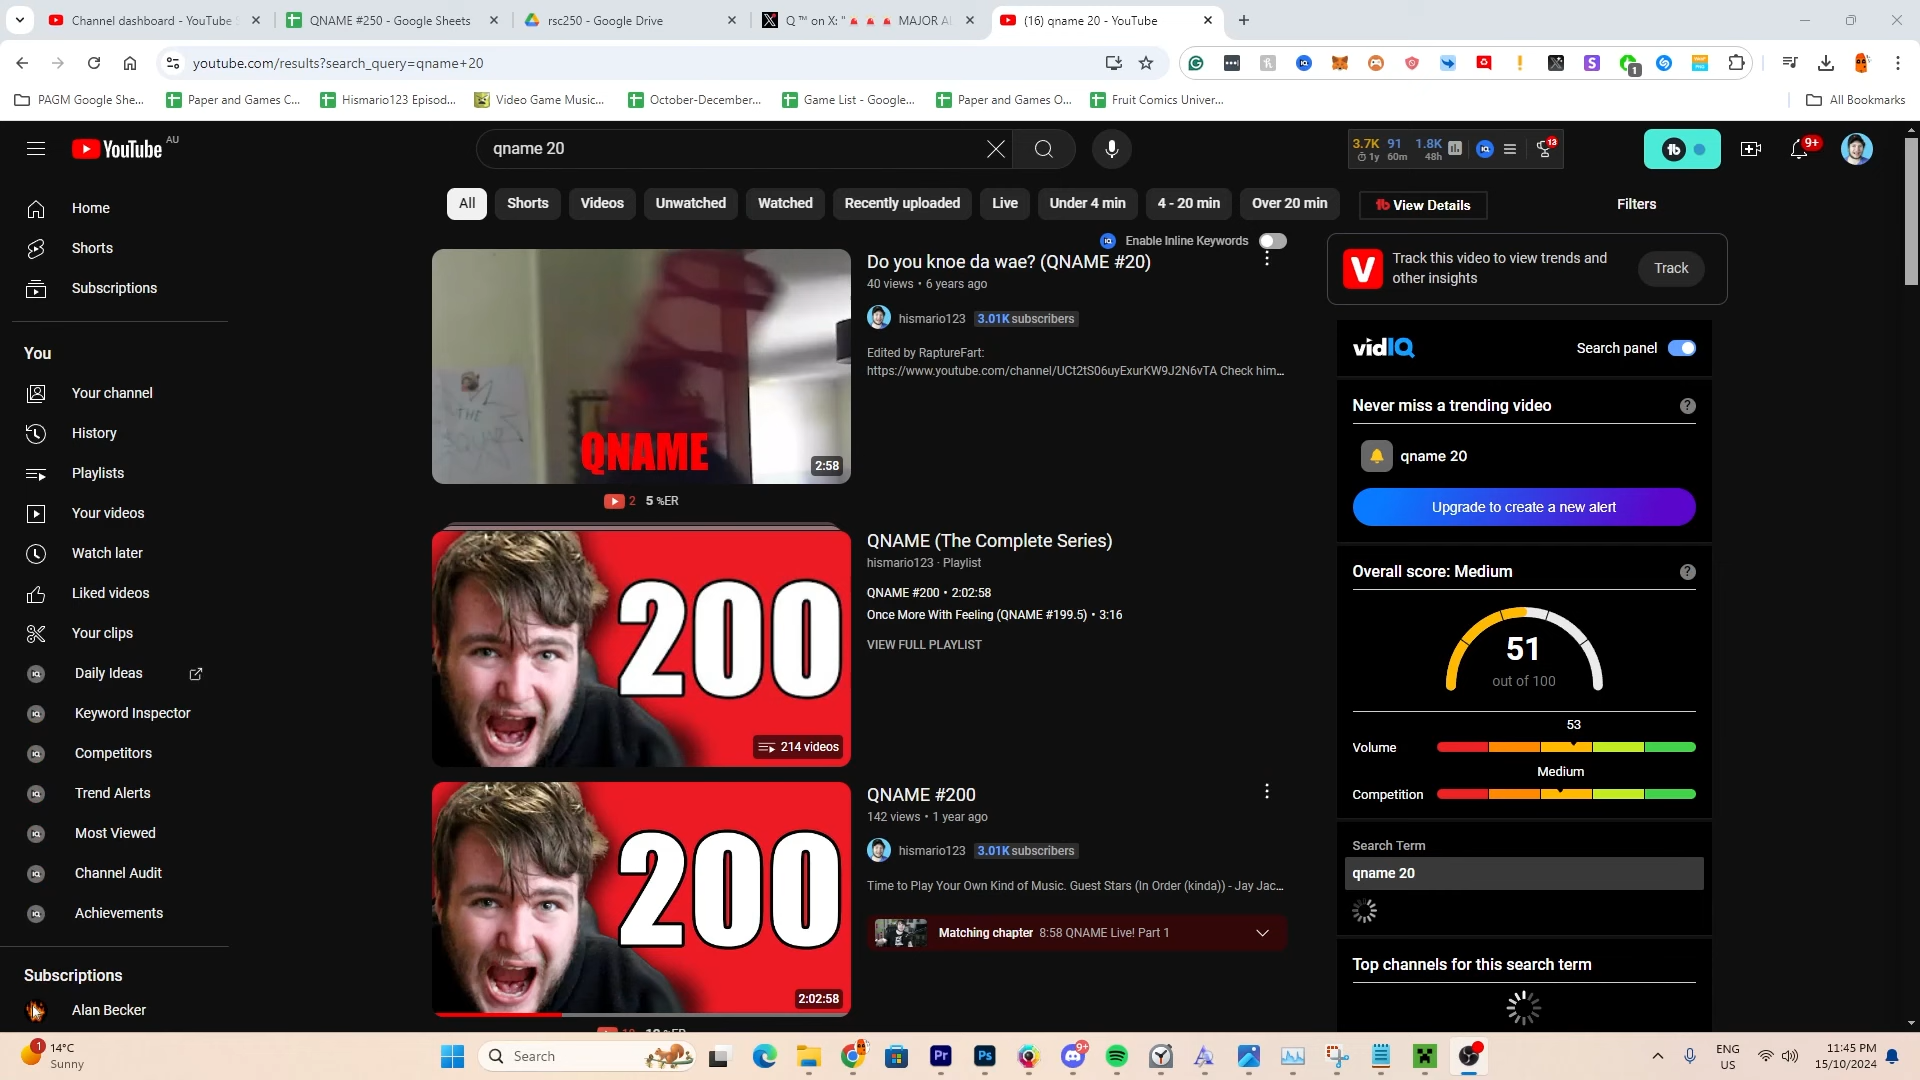 Channel dashboard - YouTube S
QNAME #250 - Google Sheets
rsc250 - Google Drive
Q ™ on X: "🚨 🚨 🚨 MAJOR AL
(16) qname 20 - YouTube
youtube.com/results?search_query=qname+20
1
PAGM Google She...
Paper and Games C...
Hismario123 Episod...
Video Game Music...
October-December...
Game List - Google...
Paper and Games O...
Fruit Comics Univer...
All Bookmarks
YouTube AU
qname 20
3.7K 91 1.8K
1y 60m 48h
13
9+
All
Shorts
Videos
Unwatched
Watched
Recently uploaded
Live
Under 4 min
4 - 20 min
Over 20 min
View Details
Filters
Home
Shorts
Subscriptions
You
Your channel
History
Playlists
Your videos
Watch later
Liked videos
Your clips
Daily Ideas
Keyword Inspector
Competitors
Trend Alerts
Most Viewed
Channel Audit
Achievements
Subscriptions
Alan Becker
Enable Inline Keywords
THE
QNAME
2:58
2 5 %ER
Do you knoe da wae? (QNAME #20)
40 views • 6 years ago
hismario123 3.01K subscribers
Edited by RaptureFart:
https://www.youtube.com/channel/UCt2tS06uyExurKW9J2N6vTA Check him...
200
214 videos
QNAME (The Complete Series)
hismario123 · Playlist
QNAME #200 • 2:02:58
Once More With Feeling (QNAME #199.5) • 3:16
VIEW FULL PLAYLIST
200
2:02:58
QNAME #200
142 views • 1 year ago
hismario123 3.01K subscribers
Time to Play Your Own Kind of Music. Guest Stars (In Order (kinda)) - Jay Jac...
Matching chapter 8:58 QNAME Live! Part 1
Track this video to view trends and
other insights
Track
vidIQ
Search panel
Never miss a trending video
qname 20
Upgrade to create a new alert
Overall score: Medium
51
out of 100
53
Volume
Medium
Competition
Search Term
qname 20
Top channels for this search term
1
14°C
Sunny
Search
Pr
Ps
9+
ENG
US
11:45 PM
15/10/2024